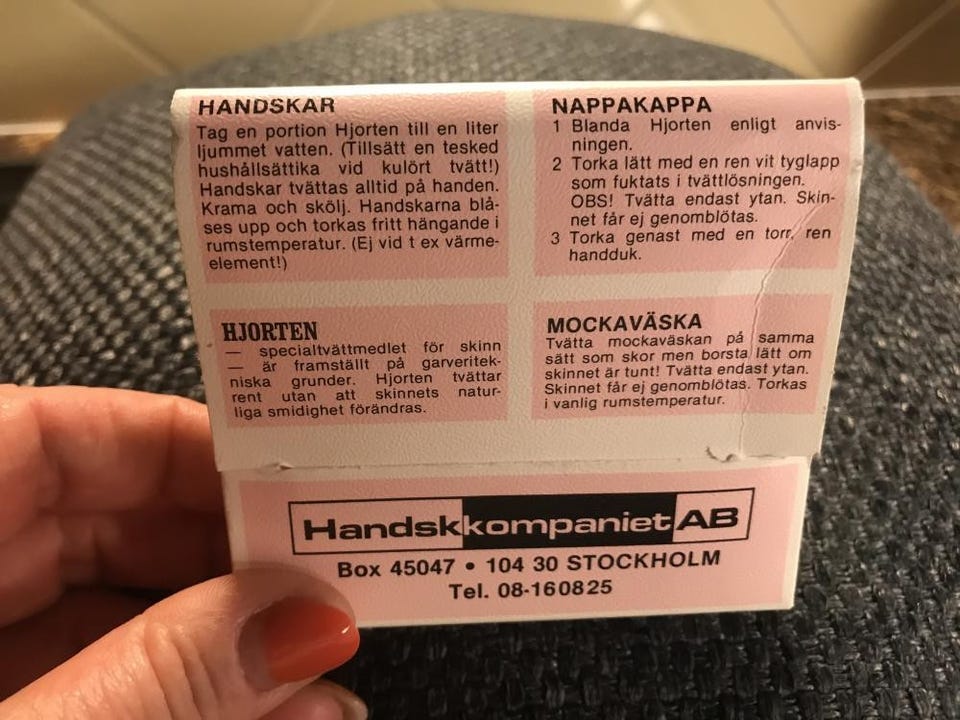 HANDSKAR
Tag en portion Hjorten till en liter
ljummet vatten. (Tillsätt en tesked
hushållsättika vid kulört tvätt!)
Handskar tvättas alltid på handen.
Krama och skölj. Handskarna blå-
ses upp och torkas fritt hängande i
rumstemperatur. (Ej vid t ex värme-
element!)
NAPPAKAPPA
1 Blanda Hjorten enligt anvis-
ningen.
2 Torka lätt med en ren vit tyglapp
som fuktats i tvättlösningen.
OBS! Tvätta endast ytan. Skin-
net får ej genomblötas.
3 Torka genast med en torr, ren
handduk.
HJORTEN
— specialtvättmedlet för skinn
— är framställt på garveritek-
niska grunder. Hjorten tvättar
rent utan att skinnets natur-
liga smidighet förändras.
MOCKAVÄSKA
Tvätta mockaväskan på samma
sätt som skor men borsta lätt om
skinnet är tunt! Tvätta endast ytan.
Skinnet får ej genomblötas. Torkas
i vanlig rumstemperatur.
Handskkompaniet AB
Box 45047 • 104 30 STOCKHOLM
Tel. 08-160825